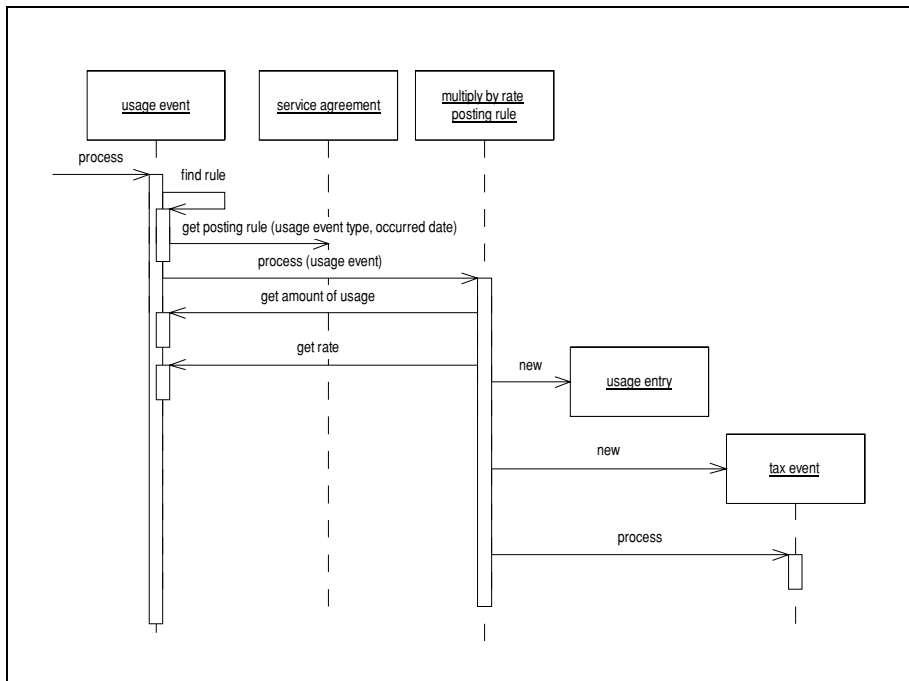 usage event
service agreement
multiply by rate
posting rule
process
find rule
get posting rule (usage event type, occurred date)
process (usage event)
get amount of usage
get rate
new
usage entry
new
tax event
process